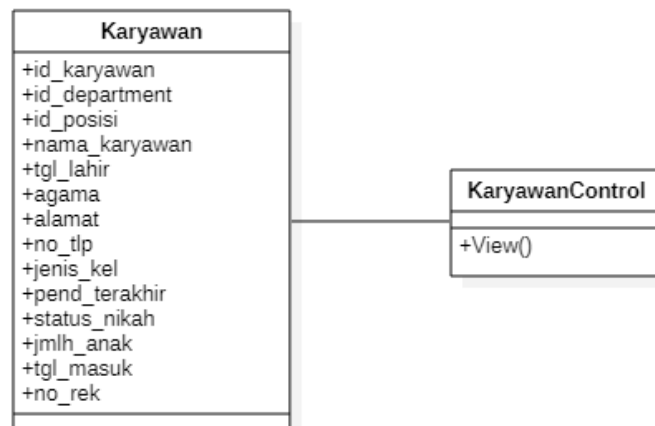 Karyawan
+id_karyawan
+id_department
+id_posisi
+nama_karyawan
+tgl_lahir
+agama
+alamat
+no_tlp
+jenis_kel
+pend_terakhir
+status_nikah
+jmlh_anak
+tgl_masuk
+no_rek
KaryawanControl
+View()